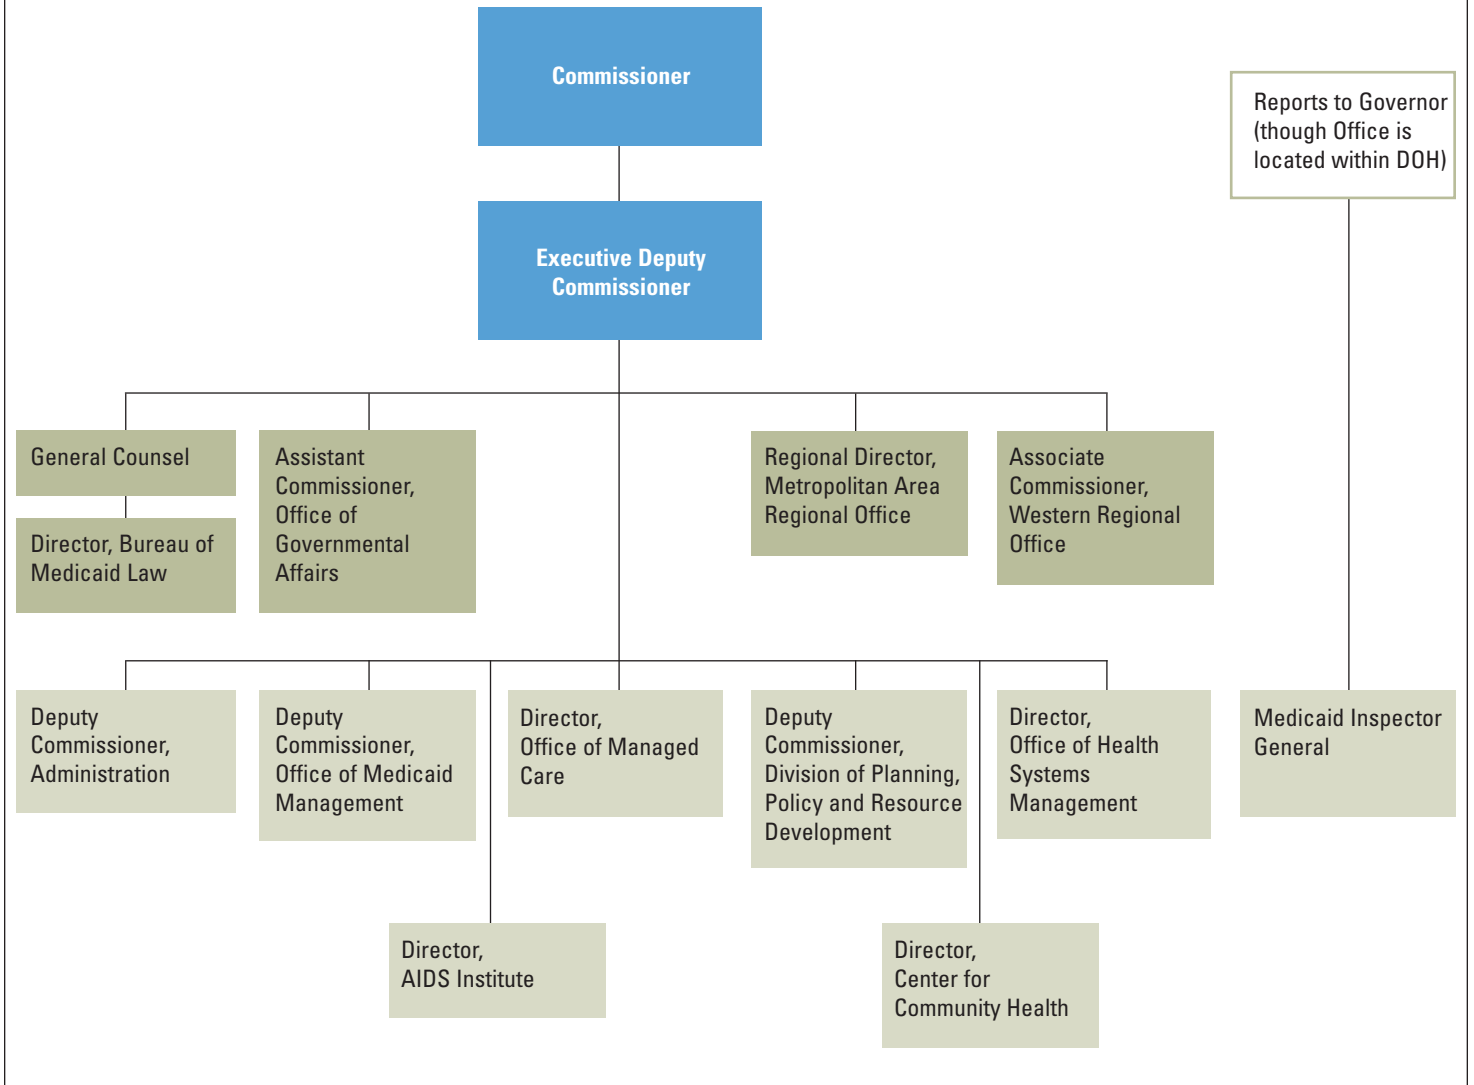 Commissioner
Reports to Governor
(though Office is
located within DOH)
Executive Deputy
Commissioner
General Counsel
Director, Bureau of
Medicaid Law
Assistant
Commissioner,
Office of
Governmental
Affairs
Regional Director,
Metropolitan Area
Regional Office
Associate
Commissioner,
Western Regional
Office
Deputy
Commissioner,
Administration
Deputy
Commissioner,
Office of Medicaid
Management
Director,
Office of Managed
Care
Deputy
Commissioner,
Division of Planning,
Policy and Resource
Development
Director,
Office of Health
Systems
Management
Medicaid Inspector
General
Director,
AIDS Institute
Director,
Center for
Community Health